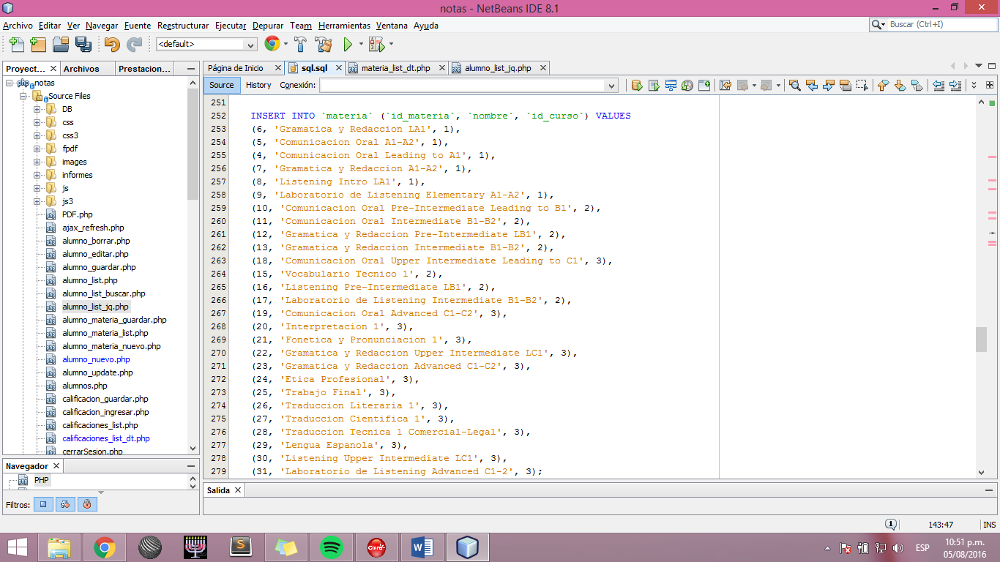 notas - NetBeans IDE 8.1
Archivo Editar Ver Navegar Fuente Reestructurar Ejecutar Depurar Team Herramientas Ventana Ayuda
Buscar (Ctrl+I)
<default>
Proyect... Archivos Prestacion...
Página de Inicio sql.sql materia_list_dt.php alumno_list_jq.php
Source History Conexión:
notas
Source Files
DB
css
css3
fpdf
images
informes
js
js3
PDF.php
ajax_refresh.php
alumno_borrar.php
alumno_editar.php
alumno_guardar.php
alumno_list.php
alumno_list_buscar.php
alumno_list_jq.php
alumno_materia_guardar.php
alumno_materia_list.php
alumno_materia_nuevo.php
alumno_nuevo.php
alumno_update.php
alumnos.php
calificacion_guardar.php
calificacion_ingresar.php
calificaciones_list.php
calificaciones_list_dt.php
cerrarSesion.php
251
252 INSERT INTO `materia` (`id_materia`, `nombre`, `id_curso`) VALUES
253 (6, 'Gramatica y Redaccion LA1', 1),
254 (5, 'Comunicacion Oral A1-A2', 1),
255 (4, 'Comunicacion Oral Leading to A1', 1),
256 (7, 'Gramatica y Redaccion A1-A2', 1),
257 (8, 'Listening Intro LA1', 1),
258 (9, 'Laboratorio de Listening Elementary A1-A2', 1),
259 (10, 'Comunicacion Oral Pre-Intermediate Leading to B1', 2),
260 (11, 'Comunicacion Oral Intermediate B1-B2', 2),
261 (12, 'Gramatica y Redaccion Pre-Intermediate LB1', 2),
262 (13, 'Gramatica y Redaccion Intermediate B1-B2', 2),
263 (18, 'Comunicacion Oral Upper Intermediate Leading to C1', 3),
264 (15, 'Vocabulario Tecnico 1', 2),
265 (16, 'Listening Pre-Intermediate LB1', 2),
266 (17, 'Laboratorio de Listening Intermediate B1-B2', 2),
267 (19, 'Comunicacion Oral Advanced C1-C2', 3),
268 (20, 'Interpretacion 1', 3),
269 (21, 'Fonetica y Pronunciacion 1', 3),
270 (22, 'Gramatica y Redaccion Upper Intermediate LC1', 3),
271 (23, 'Gramatica y Redaccion Advanced C1-C2', 3),
272 (24, 'Etica Profesional', 3),
273 (25, 'Trabajo Final', 3),
274 (26, 'Traduccion Literaria 1', 3),
275 (27, 'Traduccion Cientifica 1', 3),
276 (28, 'Traduccion Tecnica 1 Comercial-Legal', 3),
277 (29, 'Lengua Espanola', 3),
278 (30, 'Listening Upper Intermediate LC1', 3),
279 (31, 'Laboratorio de Listening Advanced C1-2', 3);
Navegador
PHP
Filtros:
Salida
1 143:47 INS
Claro
ESP
10:51 p.m.
05/08/2016